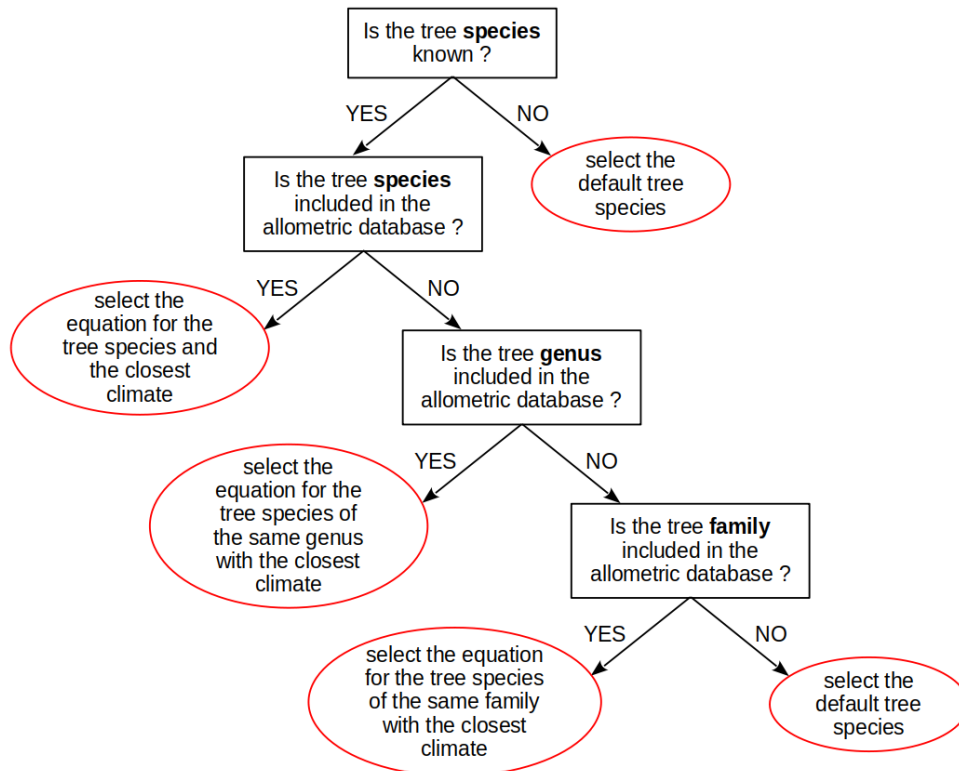 Is the tree species
known ?
YES
NO
Is the tree species
included in the
allometric database ?
select the
default tree
species
YES
NO
select the
equation for the
tree species and
the closest
climate
Is the tree genus
included in the
allometric database ?
YES
NO
select the
equation for the
tree species of
the same genus
with the closest
climate
Is the tree family
included in the
allometric database ?
YES
NO
select the equation
for the tree species
of the same family
with the closest
climate
select the
default tree
species